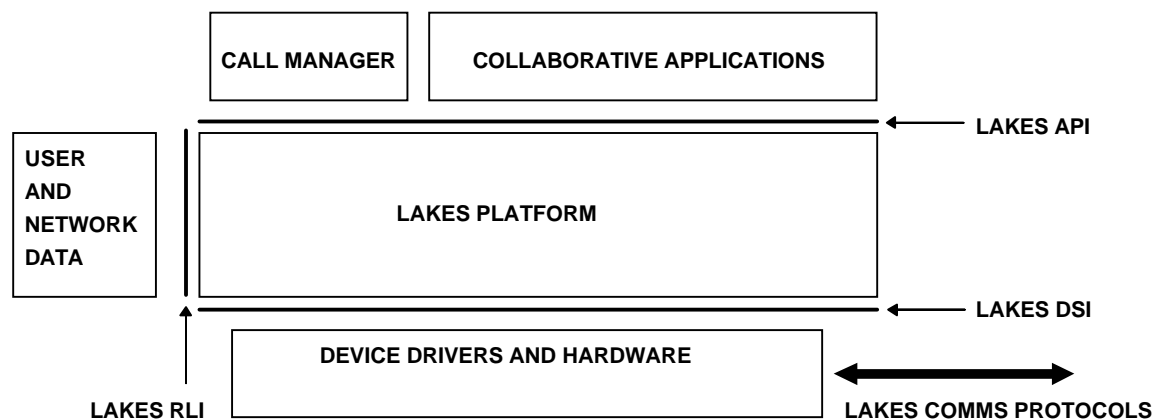 CALL MANAGER
COLLABORATIVE APPLICATIONS
LAKES API
USER
AND
NETWORK
DATA
LAKES PLATFORM
LAKES DSI
DEVICE DRIVERS AND HARDWARE
LAKES RLI
LAKES COMMS PROTOCOLS